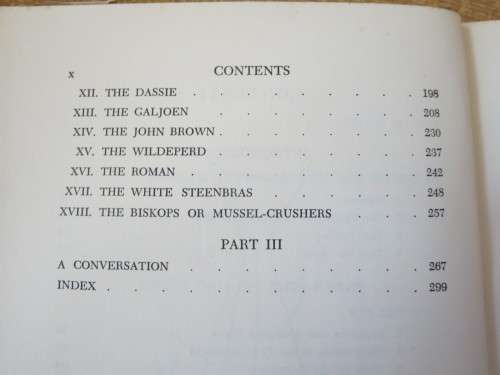 x CONTENTS
XII. THE DASSIE . . . . . . . . 198
XIII. THE GALJOEN . . . . . . . 208
XIV. THE JOHN BROWN . . . . . . 230
XV. THE WILDEPERD . . . . . . . 237
XVI. THE ROMAN . . . . . . . . 242
XVII. THE WHITE STEENBRAS . . . . . . 248
XVIII. THE BISKOPS OR MUSSEL-CRUSHERS . . . 257
PART III
A CONVERSATION . . . . . . . . . 267
INDEX . . . . . . . . . . . . 299